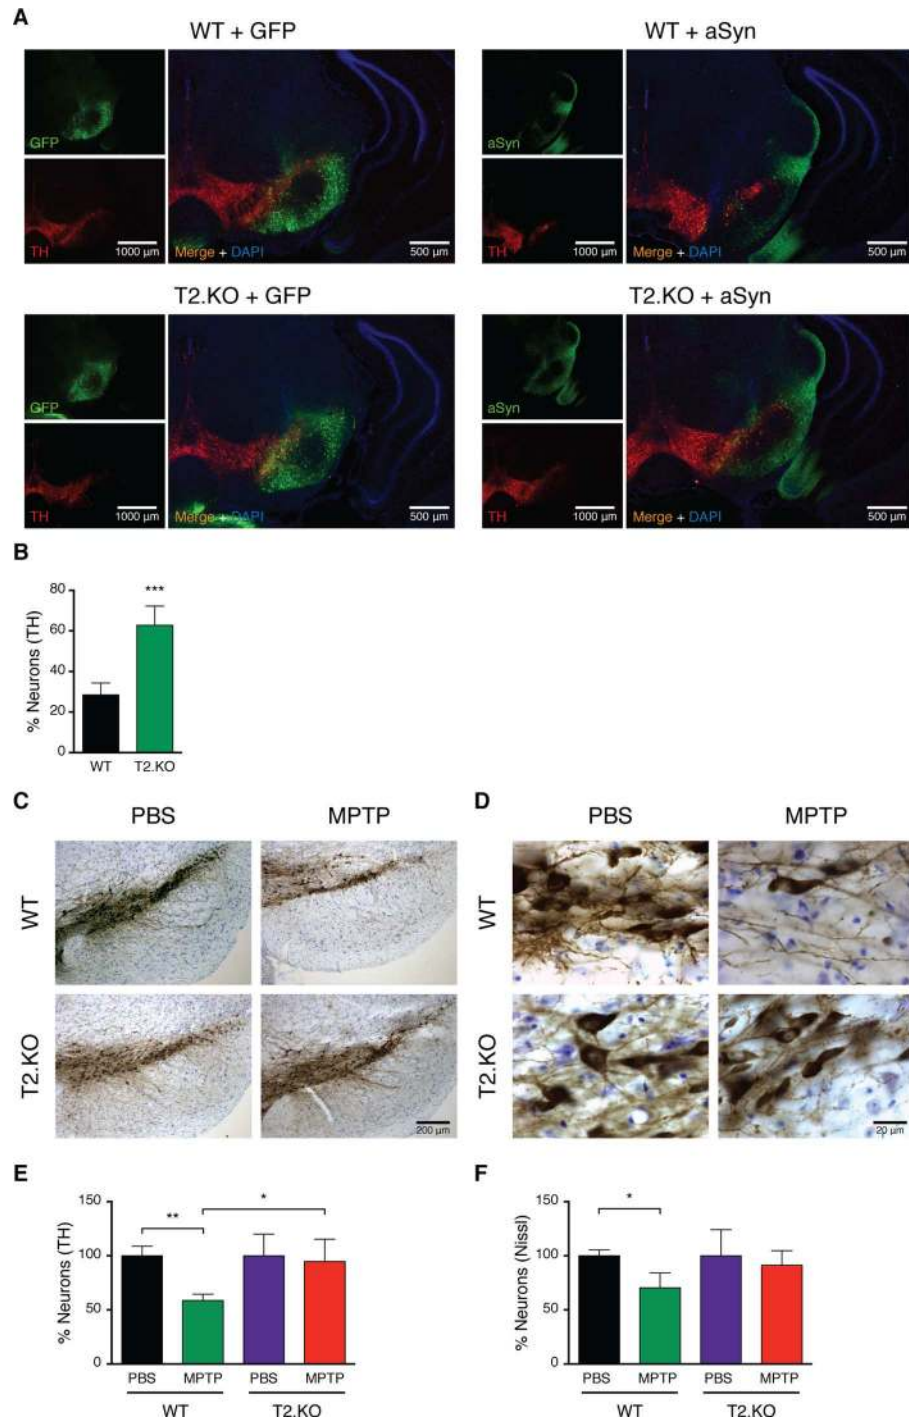 A
WT + GFP
WT + aSyn
GFP
TH
1000 µm
Merge + DAPI
500 µm
aSyn
TH
1000 µm
Merge + DAPI
500 µm
T2.KO + GFP
T2.KO + aSyn
GFP
TH
1000 µm
Merge + DAPI
500 µm
aSyn
TH
1000 µm
Merge + DAPI
500 µm
B
% Neurons (TH)
80
60
40
20
0
***
WT
T2.KO
C
PBS
MPTP
WT
T2.KO
200 µm
D
PBS
MPTP
WT
T2.KO
20 µm
E
% Neurons (TH)
150
100
50
0
**
*
PBS
MPTP
PBS
MPTP
WT
T2.KO
F
% Neurons (Nissl)
150
100
50
0
*
PBS
MPTP
PBS
MPTP
WT
T2.KO